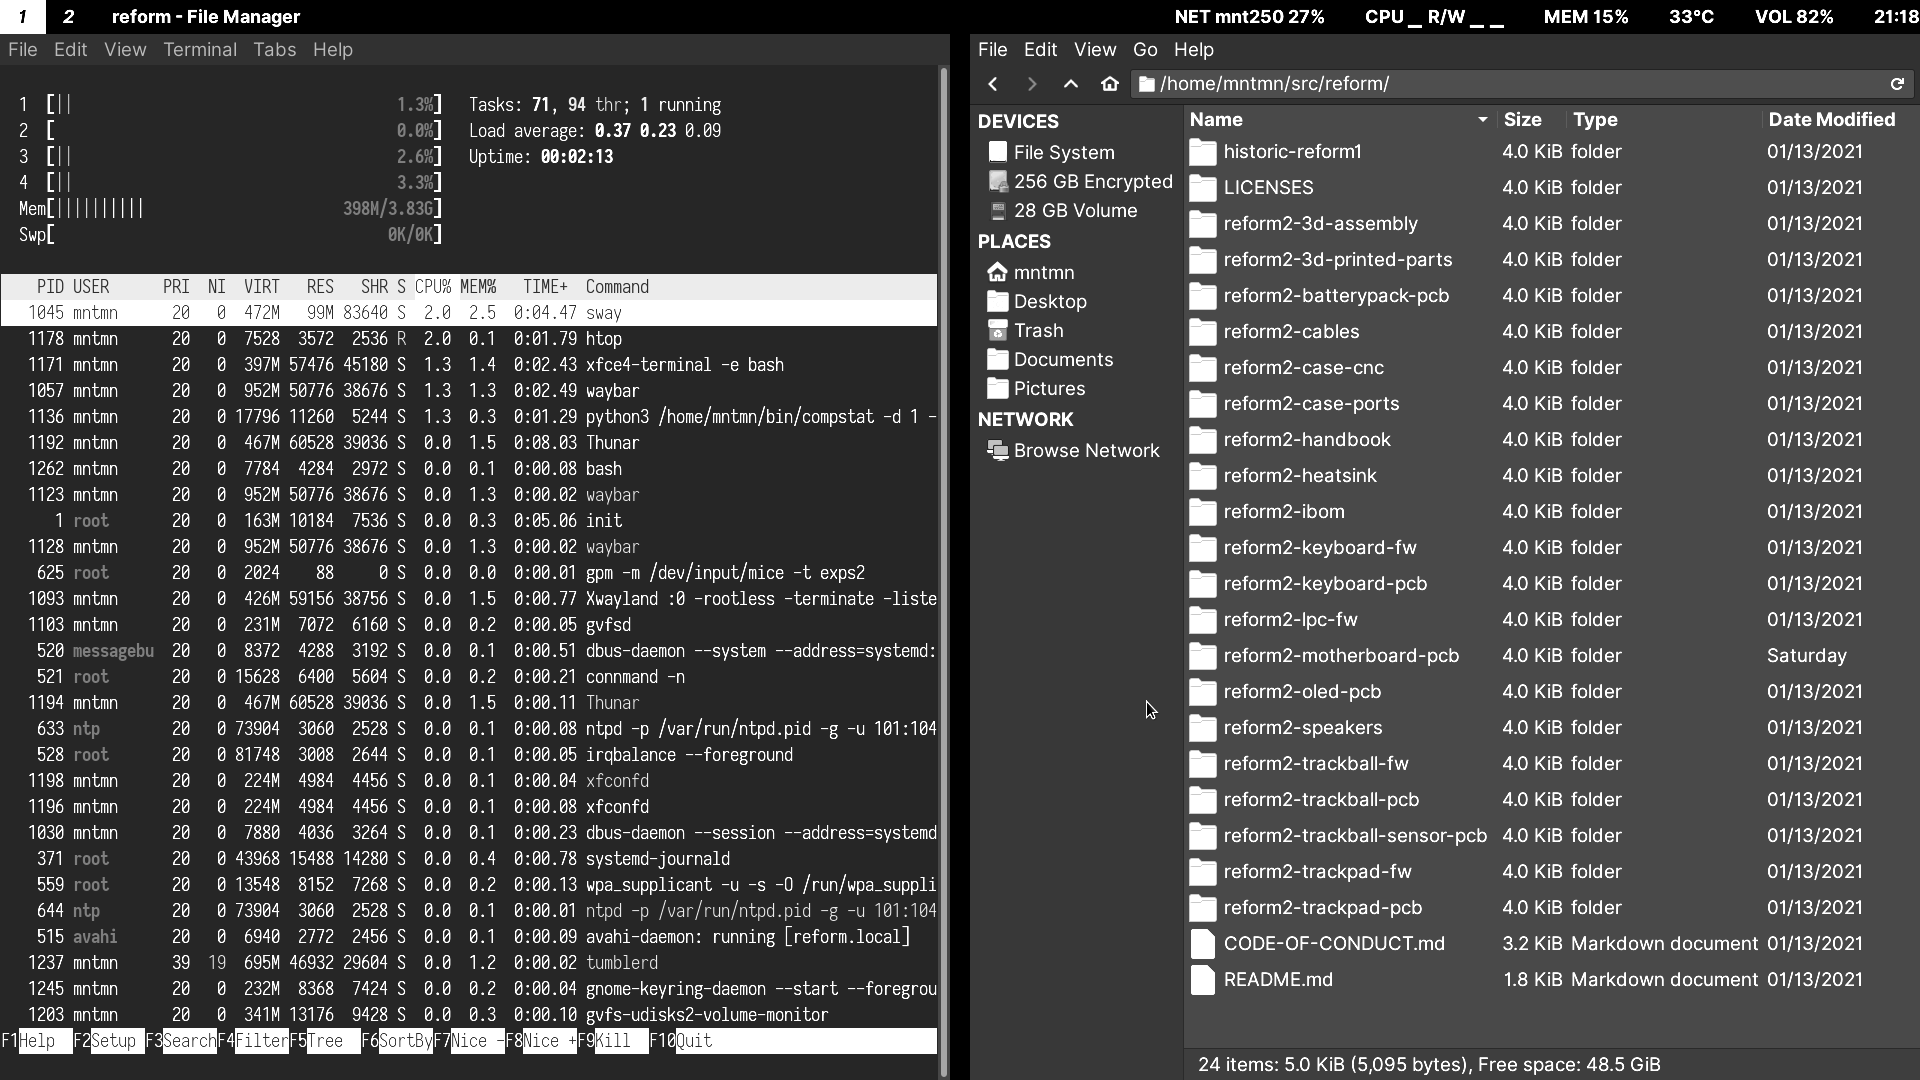 1 2 reform - File Manager NET mnt250 27% CPU _ R/W _ _ MEM 15% 33°C VOL 82% 21:18
File Edit View Terminal Tabs Help
1 [|| 1.3%] Tasks: 71, 94 thr; 1 running
2 [ 0.0%] Load average: 0.37 0.23 0.09
3 [|| 2.6%] Uptime: 00:02:13
4 [|| 3.3%]
Mem[|||||||||| 398M/3.83G]
Swp[ 0K/0K]
PID USER PRI NI VIRT RES SHR S CPU% MEM% TIME+ Command
1045 mntmn 20 0 472M 99M 83640 S 2.0 2.5 0:04.47 sway
1178 mntmn 20 0 7528 3572 2536 R 2.0 0.1 0:01.79 htop
1171 mntmn 20 0 397M 57476 45180 S 1.3 1.4 0:02.43 xfce4-terminal -e bash
1057 mntmn 20 0 952M 50776 38676 S 1.3 1.3 0:02.49 waybar
1136 mntmn 20 0 17796 11260 5244 S 1.3 0.3 0:01.29 python3 /home/mntmn/bin/compstat -d 1 -
1192 mntmn 20 0 467M 60528 39036 S 0.0 1.5 0:08.03 Thunar
1262 mntmn 20 0 7784 4284 2972 S 0.0 0.1 0:00.08 bash
1123 mntmn 20 0 952M 50776 38676 S 0.0 1.3 0:00.02 waybar
1 root 20 0 163M 10184 7536 S 0.0 0.3 0:05.06 init
1128 mntmn 20 0 952M 50776 38676 S 0.0 1.3 0:00.02 waybar
625 root 20 0 2024 88 0 S 0.0 0.0 0:00.01 gpm -m /dev/input/mice -t exps2
1093 mntmn 20 0 426M 59156 38756 S 0.0 1.5 0:00.77 Xwayland :0 -rootless -terminate -liste
1103 mntmn 20 0 231M 7072 6160 S 0.0 0.2 0:00.05 gvfsd
520 messagebu 20 0 8372 4288 3192 S 0.0 0.1 0:00.51 dbus-daemon --system --address=systemd:
521 root 20 0 15628 6400 5604 S 0.0 0.2 0:00.21 connmand -n
1194 mntmn 20 0 467M 60528 39036 S 0.0 1.5 0:00.11 Thunar
633 ntp 20 0 73904 3060 2528 S 0.0 0.1 0:00.08 ntpd -p /var/run/ntpd.pid -g -u 101:104
528 root 20 0 81748 3008 2644 S 0.0 0.1 0:00.05 irqbalance --foreground
1198 mntmn 20 0 224M 4984 4456 S 0.0 0.1 0:00.04 xfconfd
1196 mntmn 20 0 224M 4984 4456 S 0.0 0.1 0:00.08 xfconfd
1030 mntmn 20 0 7880 4036 3264 S 0.0 0.1 0:00.23 dbus-daemon --session --address=systemd
371 root 20 0 43968 15488 14280 S 0.0 0.4 0:00.78 systemd-journald
559 root 20 0 13548 8152 7268 S 0.0 0.2 0:00.13 wpa_supplicant -u -s -O /run/wpa_suppli
644 ntp 20 0 73904 3060 2528 S 0.0 0.1 0:00.01 ntpd -p /var/run/ntpd.pid -g -u 101:104
515 avahi 20 0 6940 2772 2456 S 0.0 0.1 0:00.09 avahi-daemon: running [reform.local]
1237 mntmn 39 19 695M 46932 29604 S 0.0 1.2 0:00.02 tumblerd
1245 mntmn 20 0 232M 8368 7424 S 0.0 0.2 0:00.04 gnome-keyring-daemon --start --foregrou
1203 mntmn 20 0 341M 13176 9428 S 0.0 0.3 0:00.10 gvfs-udisks2-volume-monitor
F1Help F2Setup F3SearchF4FilterF5Tree F6SortByF7Nice -F8Nice +F9Kill F10Quit
File Edit View Go Help
/home/mntmn/src/reform/
DEVICES
File System
256 GB Encrypted
28 GB Volume
PLACES
mntmn
Desktop
Trash
Documents
Pictures
NETWORK
Browse Network
Name Size Type Date Modified
historic-reform1 4.0 KiB folder 01/13/2021
LICENSES 4.0 KiB folder 01/13/2021
reform2-3d-assembly 4.0 KiB folder 01/13/2021
reform2-3d-printed-parts 4.0 KiB folder 01/13/2021
reform2-batterypack-pcb 4.0 KiB folder 01/13/2021
reform2-cables 4.0 KiB folder 01/13/2021
reform2-case-cnc 4.0 KiB folder 01/13/2021
reform2-case-ports 4.0 KiB folder 01/13/2021
reform2-handbook 4.0 KiB folder 01/13/2021
reform2-heatsink 4.0 KiB folder 01/13/2021
reform2-ibom 4.0 KiB folder 01/13/2021
reform2-keyboard-fw 4.0 KiB folder 01/13/2021
reform2-keyboard-pcb 4.0 KiB folder 01/13/2021
reform2-lpc-fw 4.0 KiB folder 01/13/2021
reform2-motherboard-pcb 4.0 KiB folder Saturday
reform2-oled-pcb 4.0 KiB folder 01/13/2021
reform2-speakers 4.0 KiB folder 01/13/2021
reform2-trackball-fw 4.0 KiB folder 01/13/2021
reform2-trackball-pcb 4.0 KiB folder 01/13/2021
reform2-trackball-sensor-pcb 4.0 KiB folder 01/13/2021
reform2-trackpad-fw 4.0 KiB folder 01/13/2021
reform2-trackpad-pcb 4.0 KiB folder 01/13/2021
CODE-OF-CONDUCT.md 3.2 KiB Markdown document 01/13/2021
README.md 1.8 KiB Markdown document 01/13/2021
24 items: 5.0 KiB (5,095 bytes), Free space: 48.5 GiB